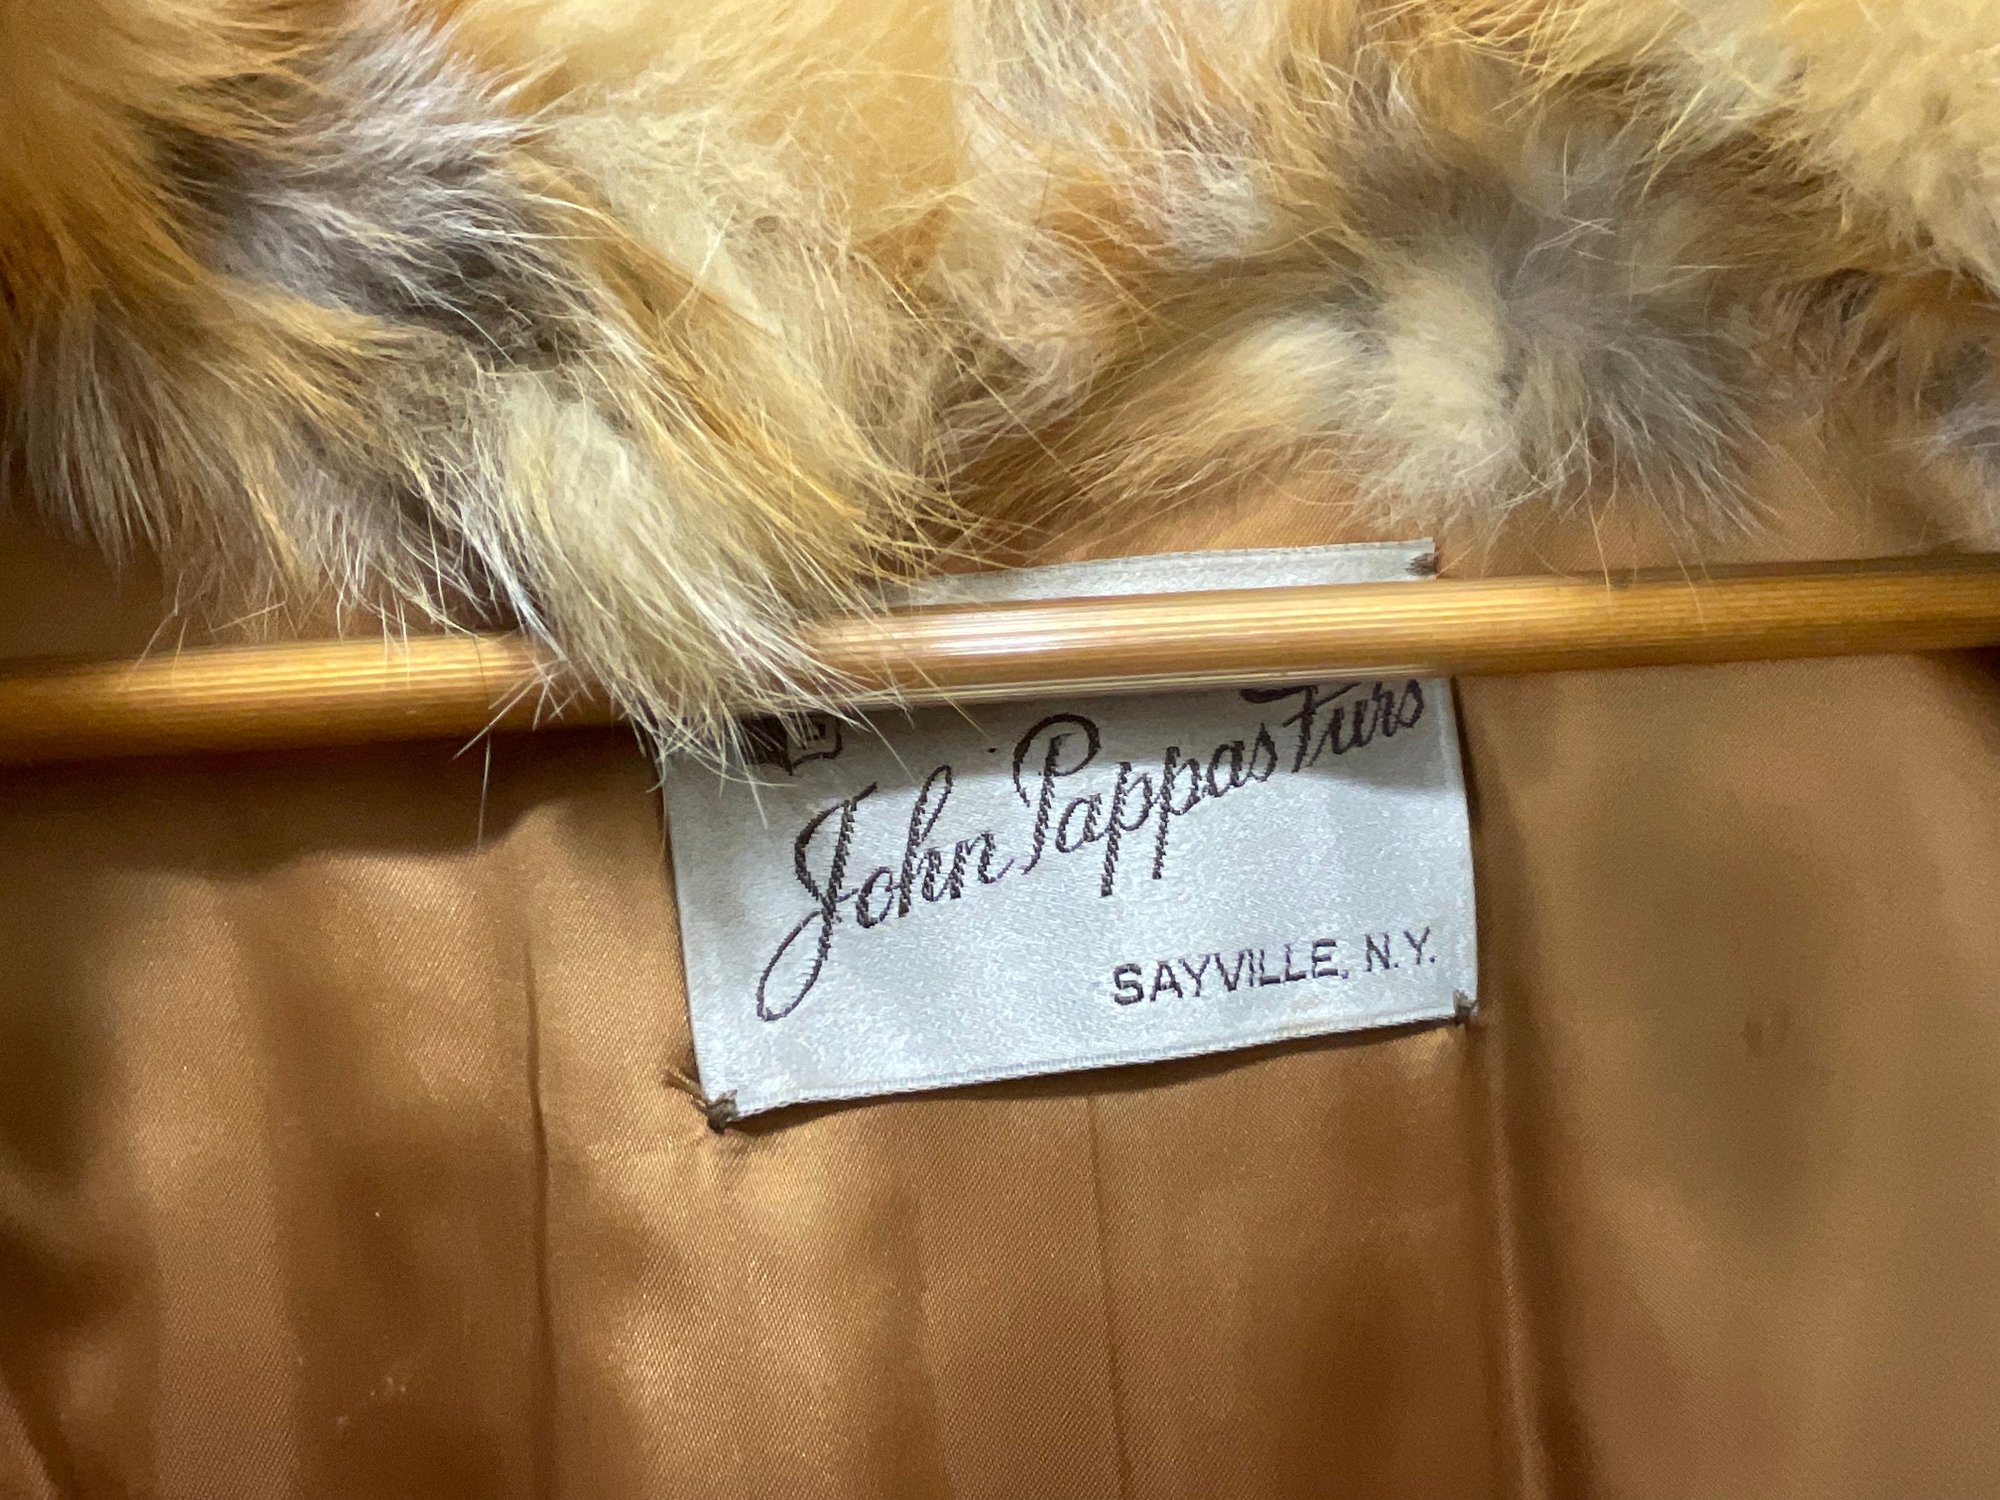 John Pappas Furs
SAYVILLE, N.Y.